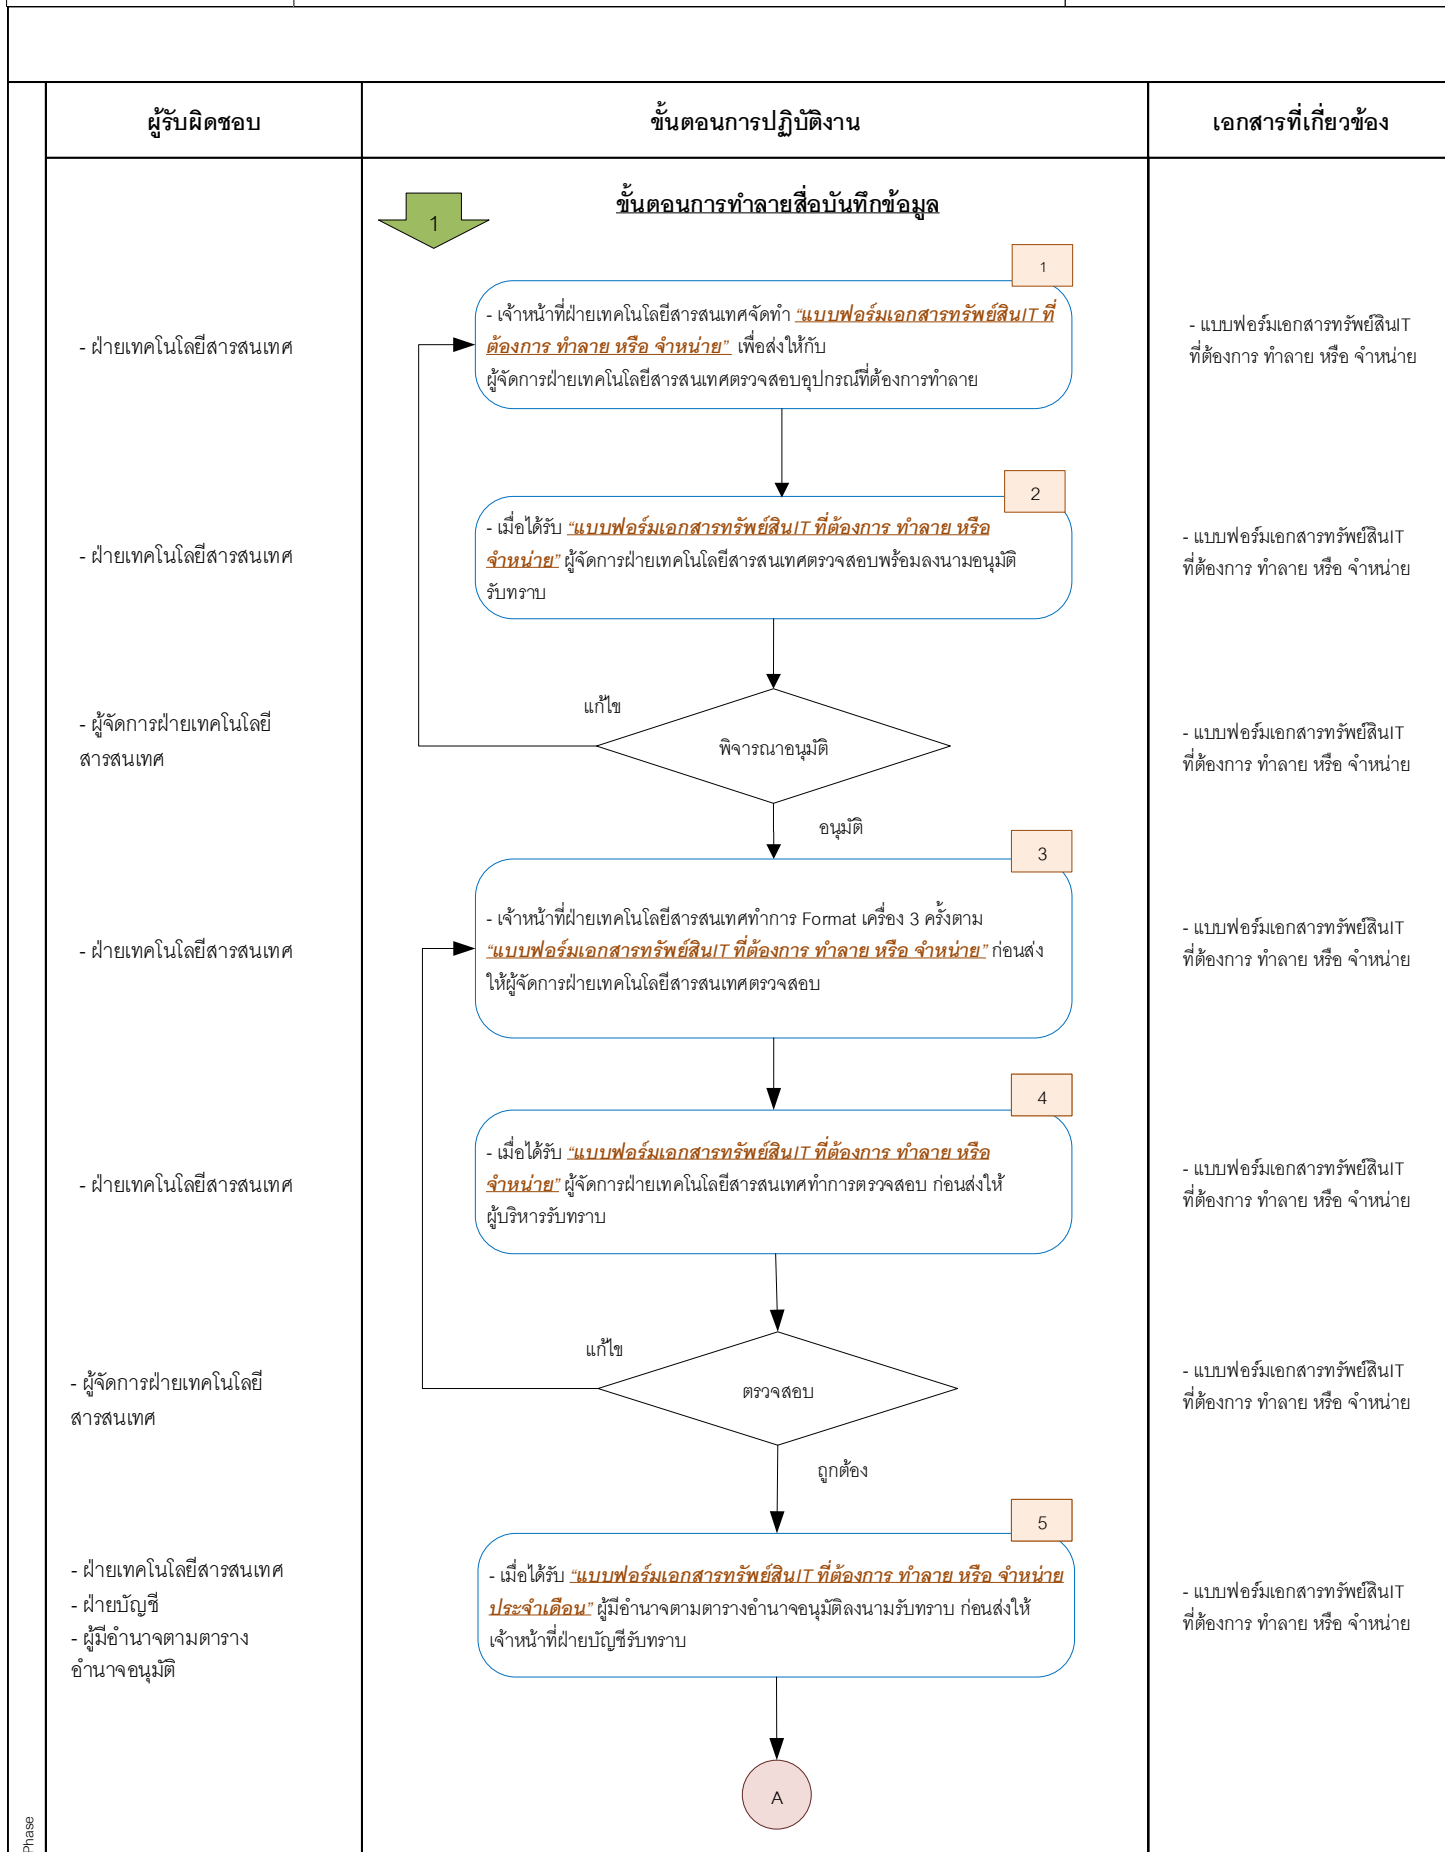 ผู้รับผิดชอบ
ขั้นตอนการปฏิบัติงาน
เอกสารที่เกี่ยวข้อง
1
ขั้นตอนการทำลายสื่อบันทึกข้อมูล
- ฝ่ายเทคโนโลยีสารสนเทศ
1
- เจ้าหน้าที่ฝ่ายเทคโนโลยีสารสนเทศจัดทำ “แบบฟอร์มเอกสารทรัพย์สินIT ที่
ต้องการ ทำลาย หรือ จำหน่าย” เพื่อส่งให้กับ
ผู้จัดการฝ่ายเทคโนโลยีสารสนเทศตรวจสอบอุปกรณ์ที่ต้องการทำลาย
- แบบฟอร์มเอกสารทรัพย์สินIT
ที่ต้องการ ทำลาย หรือ จำหน่าย
- ฝ่ายเทคโนโลยีสารสนเทศ
2
- เมื่อได้รับ “แบบฟอร์มเอกสารทรัพย์สินIT ที่ต้องการ ทำลาย หรือ
จำหน่าย” ผู้จัดการฝ่ายเทคโนโลยีสารสนเทศตรวจสอบพร้อมลงนามอนุมัติ
รับทราบ
- แบบฟอร์มเอกสารทรัพย์สินIT
ที่ต้องการ ทำลาย หรือ จำหน่าย
- ผู้จัดการฝ่ายเทคโนโลยี
สารสนเทศ
แก้ไข
พิจารณาอนุมัติ
อนุมัติ
- แบบฟอร์มเอกสารทรัพย์สินIT
ที่ต้องการ ทำลาย หรือ จำหน่าย
- ฝ่ายเทคโนโลยีสารสนเทศ
3
- เจ้าหน้าที่ฝ่ายเทคโนโลยีสารสนเทศทำการ Format เครื่อง 3 ครั้งตาม
“แบบฟอร์มเอกสารทรัพย์สินIT ที่ต้องการ ทำลาย หรือ จำหน่าย” ก่อนส่ง
ให้ผู้จัดการฝ่ายเทคโนโลยีสารสนเทศตรวจสอบ
- แบบฟอร์มเอกสารทรัพย์สินIT
ที่ต้องการ ทำลาย หรือ จำหน่าย
- ฝ่ายเทคโนโลยีสารสนเทศ
4
- เมื่อได้รับ “แบบฟอร์มเอกสารทรัพย์สินIT ที่ต้องการ ทำลาย หรือ
จำหน่าย” ผู้จัดการฝ่ายเทคโนโลยีสารสนเทศทำการตรวจสอบ ก่อนส่งให้
ผู้บริหารรับทราบ
- แบบฟอร์มเอกสารทรัพย์สินIT
ที่ต้องการ ทำลาย หรือ จำหน่าย
- ผู้จัดการฝ่ายเทคโนโลยี
สารสนเทศ
แก้ไข
ตรวจสอบ
ถูกต้อง
- แบบฟอร์มเอกสารทรัพย์สินIT
ที่ต้องการ ทำลาย หรือ จำหน่าย
- ฝ่ายเทคโนโลยีสารสนเทศ
- ฝ่ายบัญชี
- ผู้มีอำนาจตามตาราง
อำนาจอนุมัติ
5
- เมื่อได้รับ “แบบฟอร์มเอกสารทรัพย์สินIT ที่ต้องการ ทำลาย หรือ จำหน่าย
ประจำเดือน” ผู้มีอำนาจตามตารางอำนาจอนุมัติลงนามรับทราบ ก่อนส่งให้
เจ้าหน้าที่ฝ่ายบัญชีรับทราบ
- แบบฟอร์มเอกสารทรัพย์สินIT
ที่ต้องการ ทำลาย หรือ จำหน่าย
A
Phase